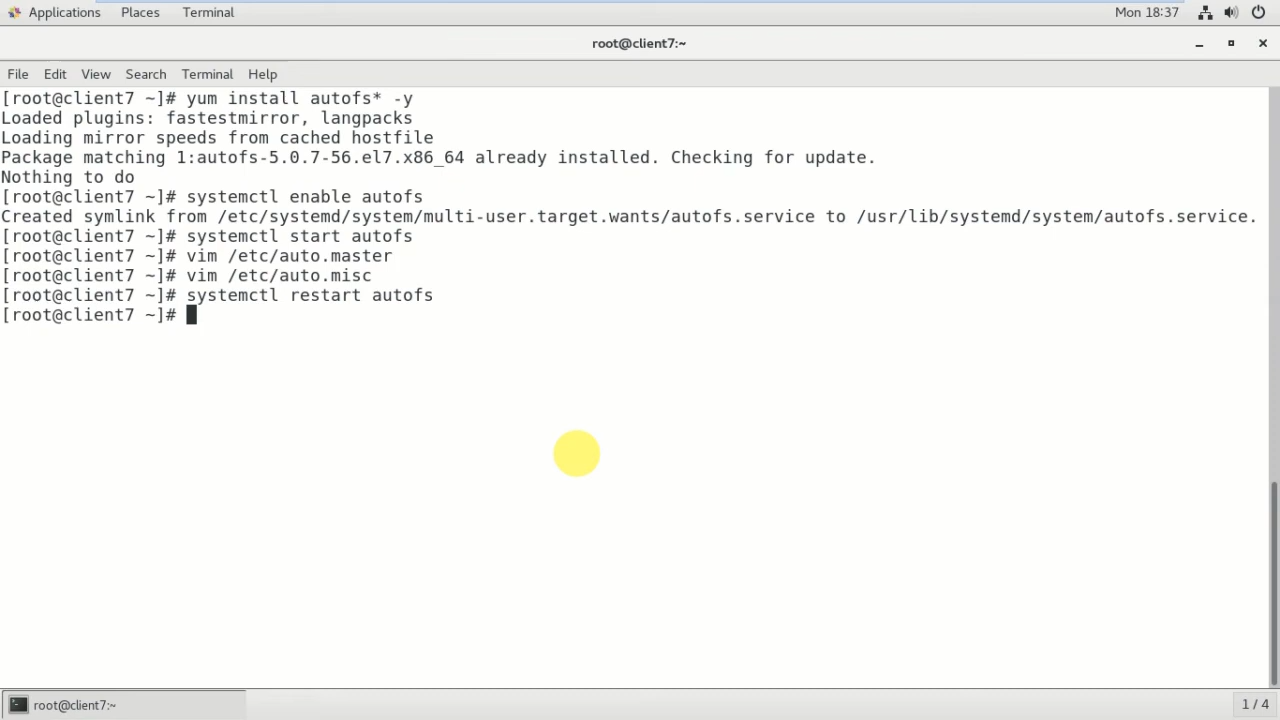 Applications Places Terminal Mon 18:37
root@client7:~
File Edit View Search Terminal Help
[root@client7 ~]# yum install autofs* -y
Loaded plugins: fastestmirror, langpacks
Loading mirror speeds from cached hostfile
Package matching 1:autofs-5.0.7-56.el7.x86_64 already installed. Checking for update.
Nothing to do
[root@client7 ~]# systemctl enable autofs
Created symlink from /etc/systemd/system/multi-user.target.wants/autofs.service to /usr/lib/systemd/system/autofs.service.
[root@client7 ~]# systemctl start autofs
[root@client7 ~]# vim /etc/auto.master
[root@client7 ~]# vim /etc/auto.misc
[root@client7 ~]# systemctl restart autofs
[root@client7 ~]#
root@client7:~ 1 / 4